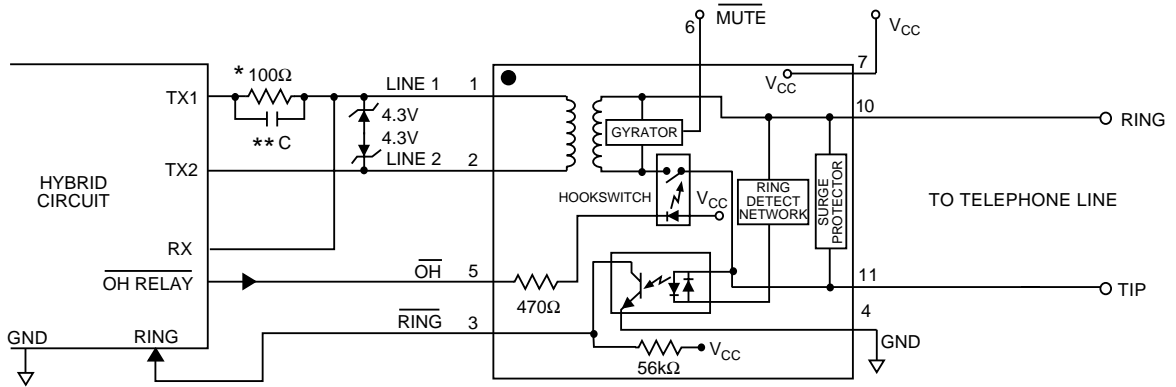 6
MUTE
VCC
7
VCC
* 100Ω
LINE 1
1
TX1
4.3V
10
RING
** C
4.3V
GYRATOR
TX2
LINE 2
2
HYBRID
CIRCUIT
HOOKSWITCH
VCC
RING
DETECT
NETWORK
SURGE
PROTECTOR
TO TELEPHONE LINE
RX
OH RELAY
OH
5
470Ω
11
TIP
4
GND
RING
RING
3
GND
56kΩ
VCC